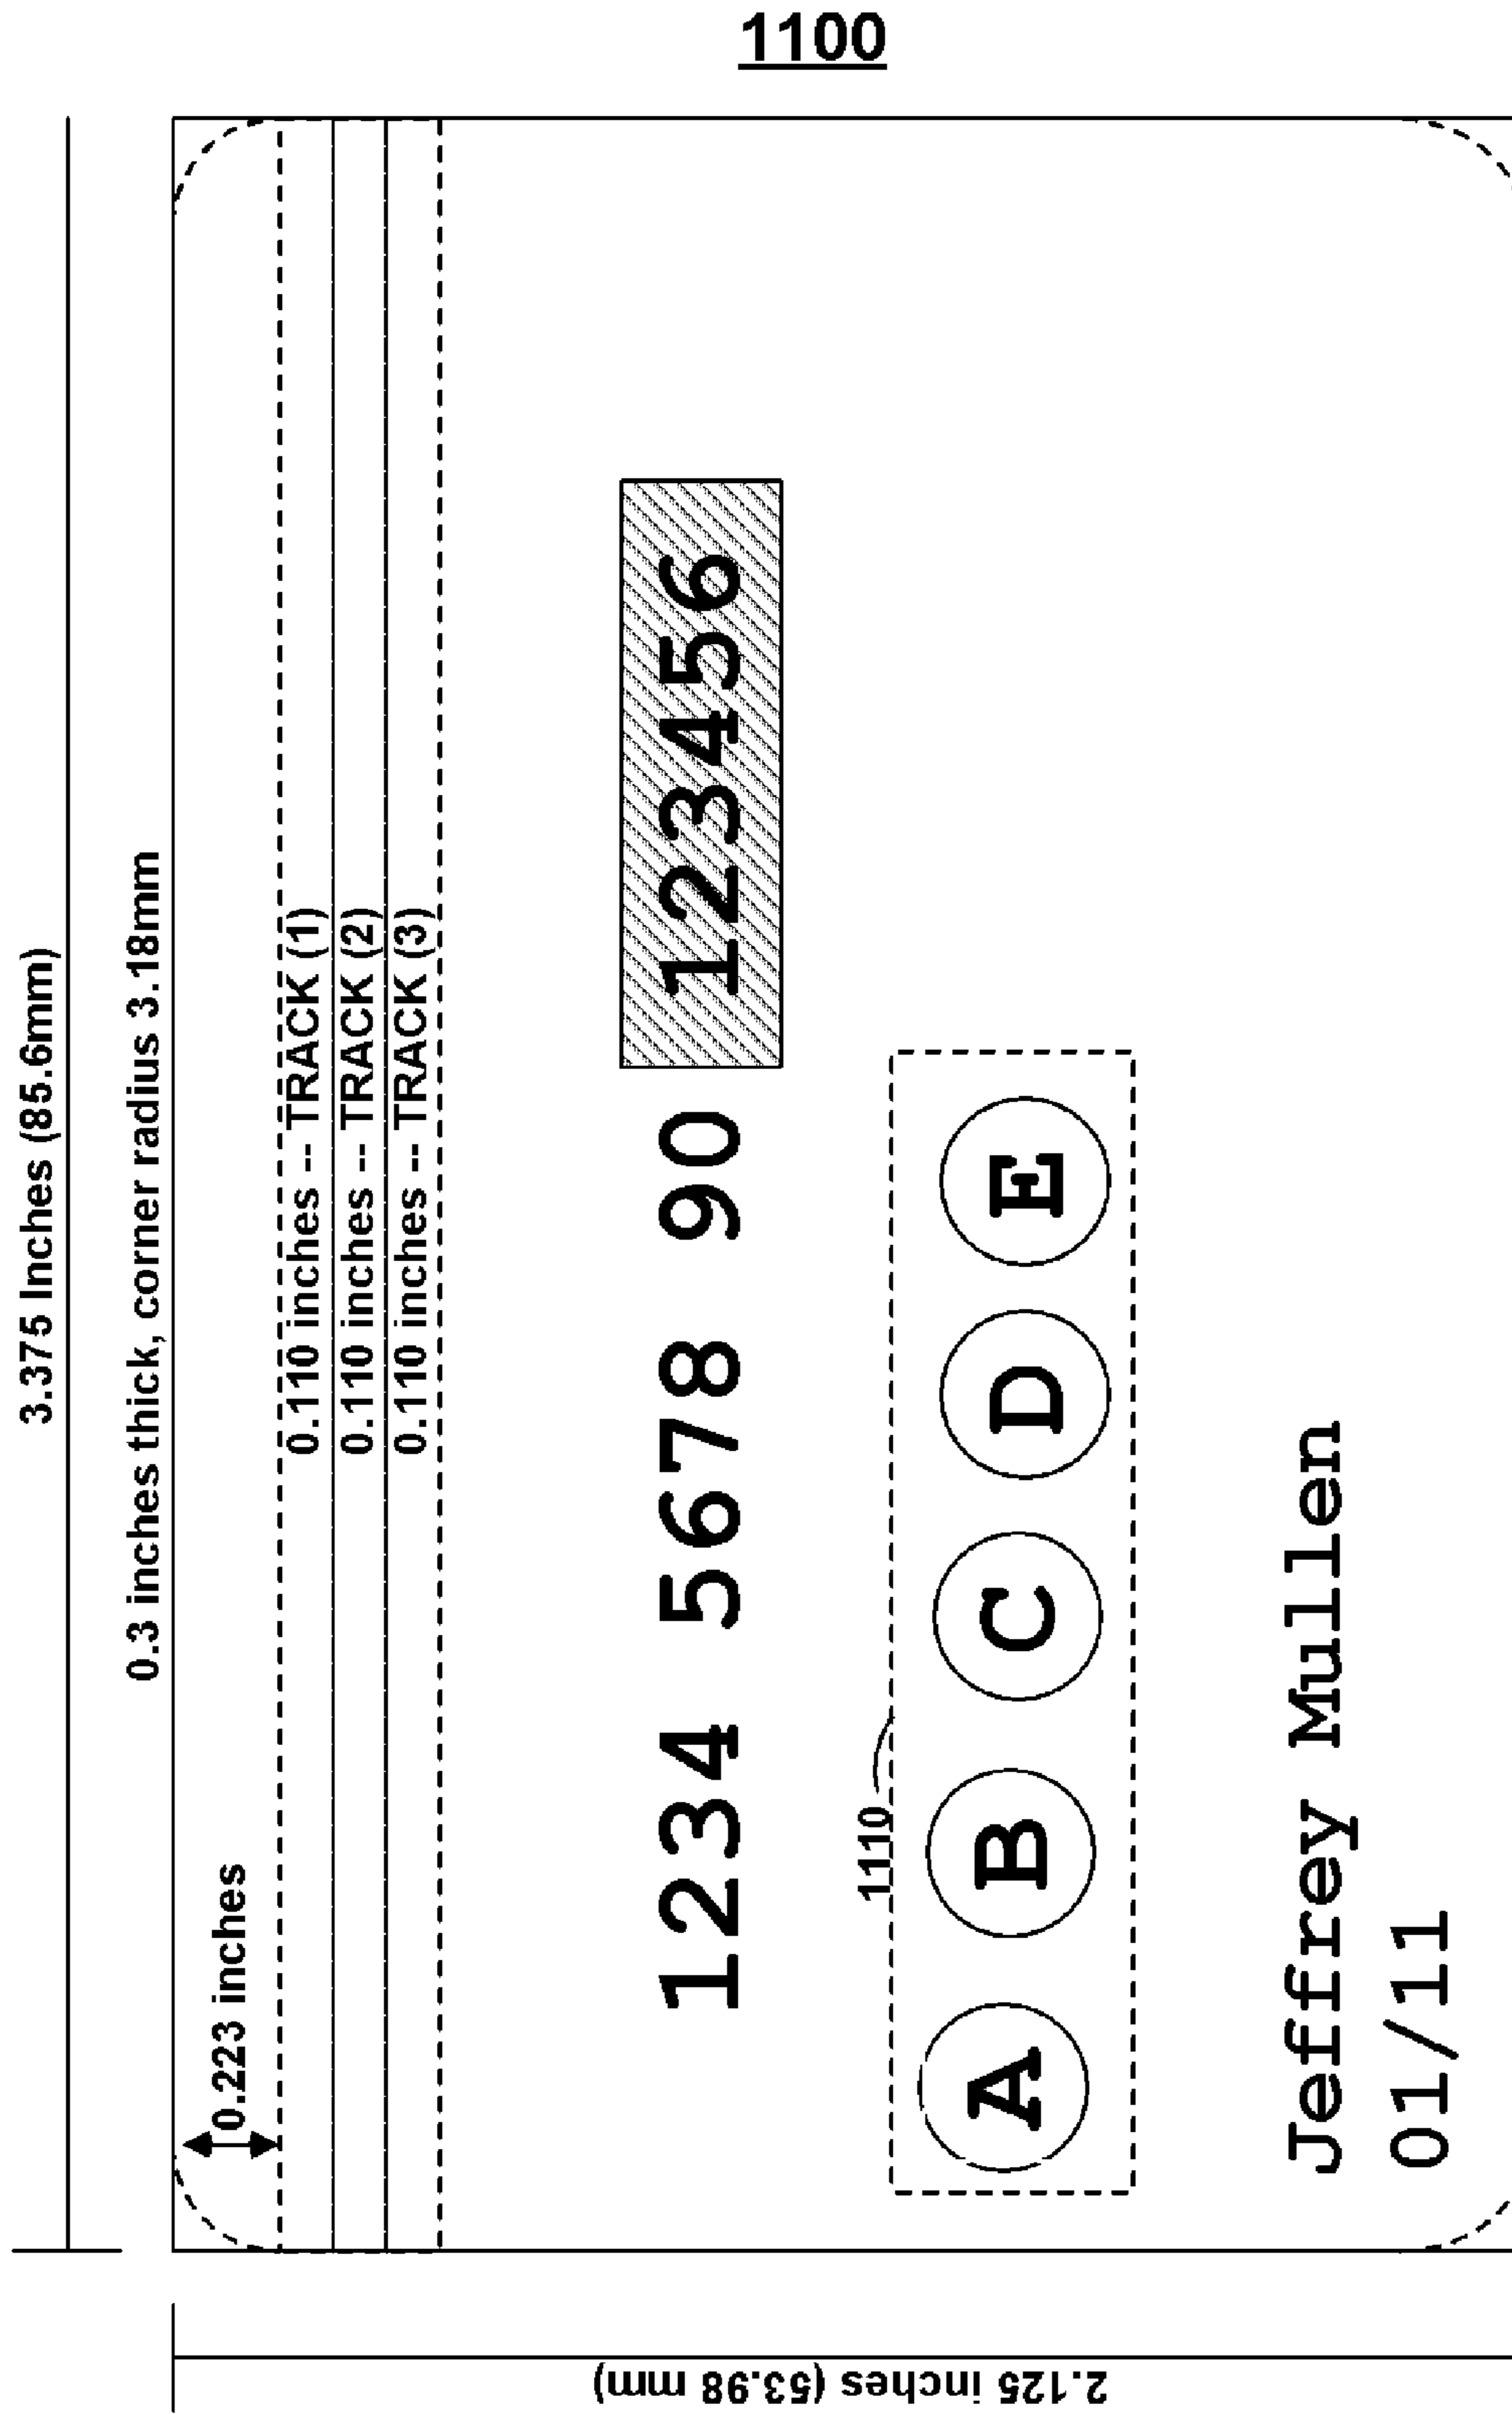 1100
3.375 Inches (85.6mm)
0.3 inches thick, corner radius 3.18mm
0.223 inches
0.110 inches -- TRACK (1)
0.110 inches -- TRACK (2)
0.110 inches -- TRACK (3)
1234 5678 90 123456
1110
A B C D E
Jeffrey Mullen
01/11
2.125 inches (53.98 mm)